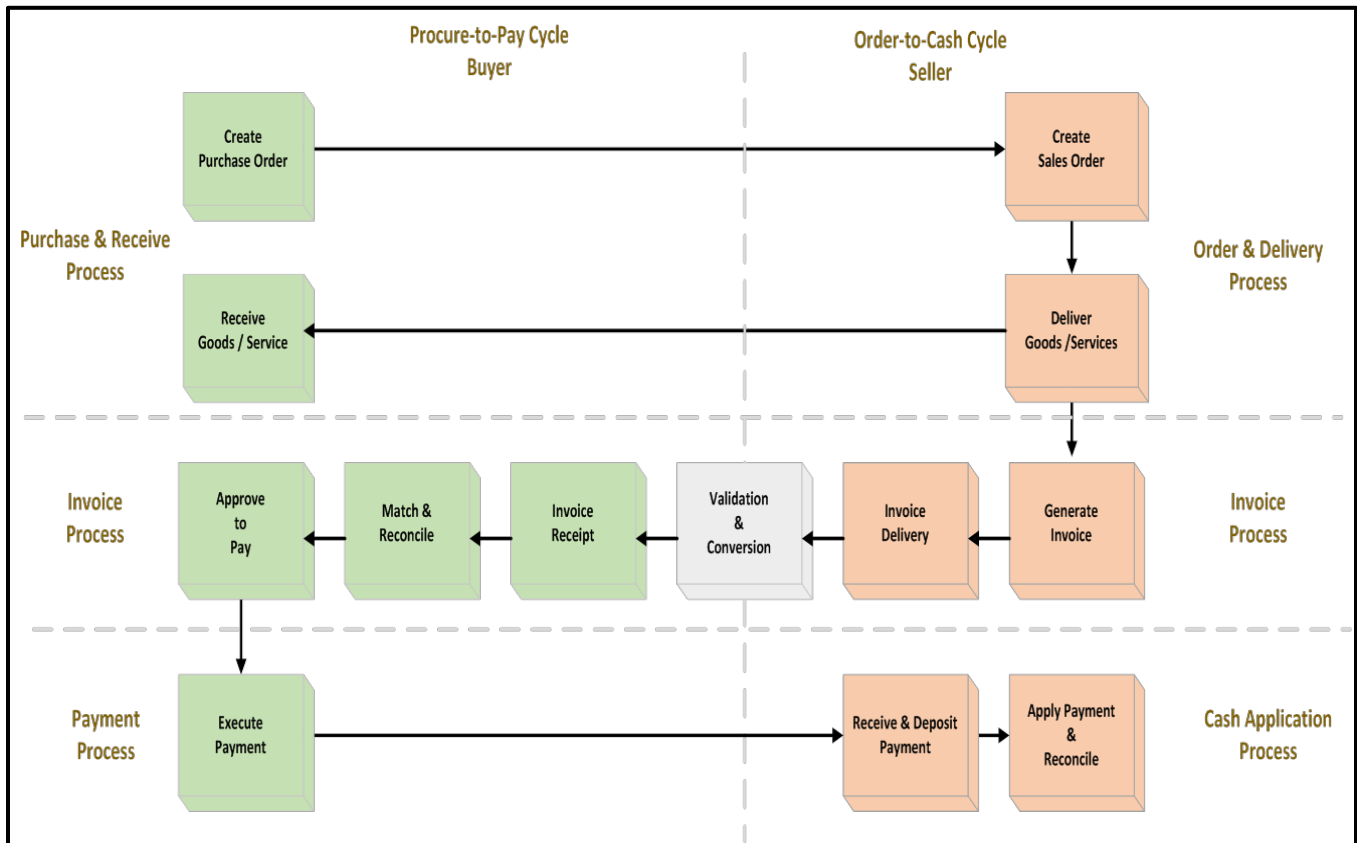 Procure-to-Pay Cycle
Buyer
Order-to-Cash Cycle
Seller
Create
Purchase Order
Create
Sales Order
Purchase & Receive
Process
Order & Delivery
Process
Receive
Goods / Service
Deliver
Goods /Services
Invoice
Process
Approve
to
Pay
Match &
Reconcile
Invoice
Receipt
Validation
&
Conversion
Invoice
Delivery
Generate
Invoice
Invoice
Process
Payment
Process
Execute
Payment
Receive & Deposit
Payment
Apply Payment
&
Reconcile
Cash Application
Process